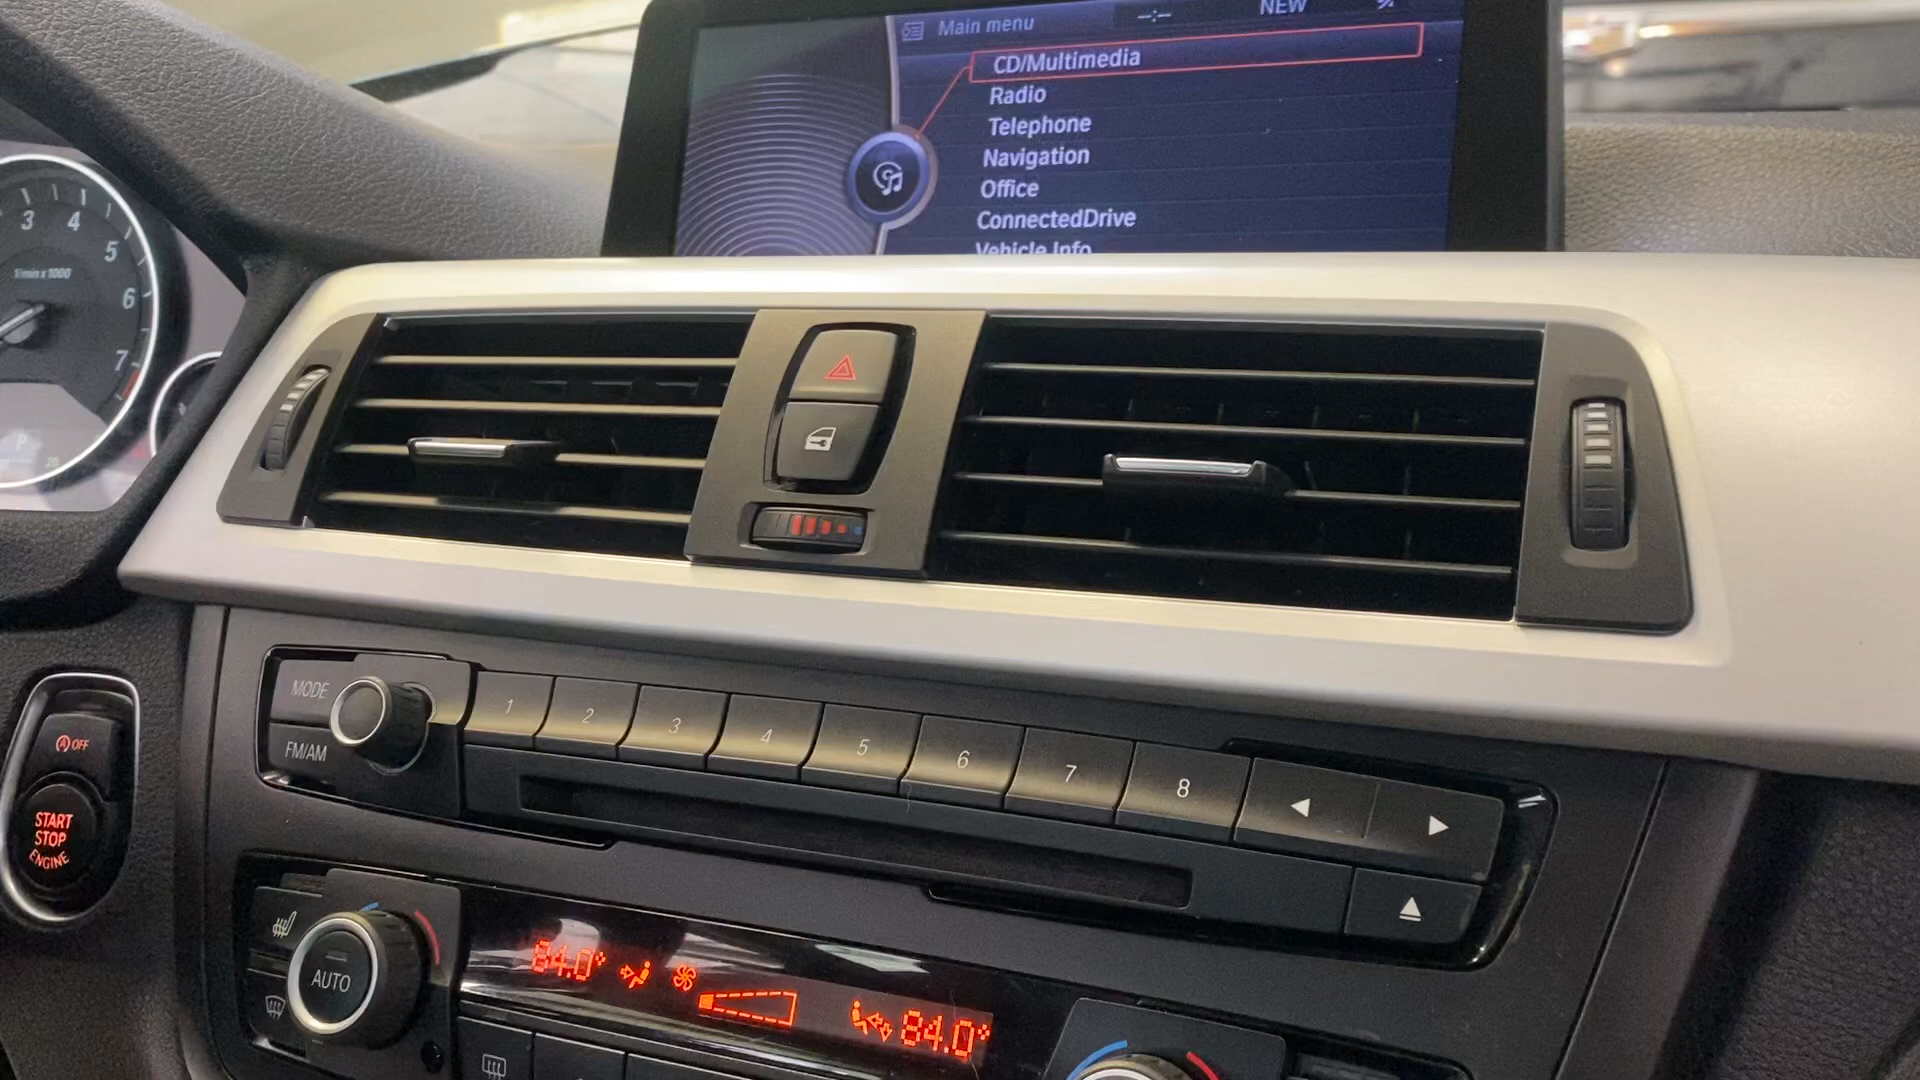 Main menu
--:--
NEW
CD/Multimedia
Radio
Telephone
Navigation
Office
ConnectedDrive
Vehicle Info
3
4
5
1/min x 1000
6
7
P
20
MODE
FM/AM
1
2
3
4
5
6
7
8
A OFF
START
STOP
ENGINE
AUTO
84.0°
84.0°